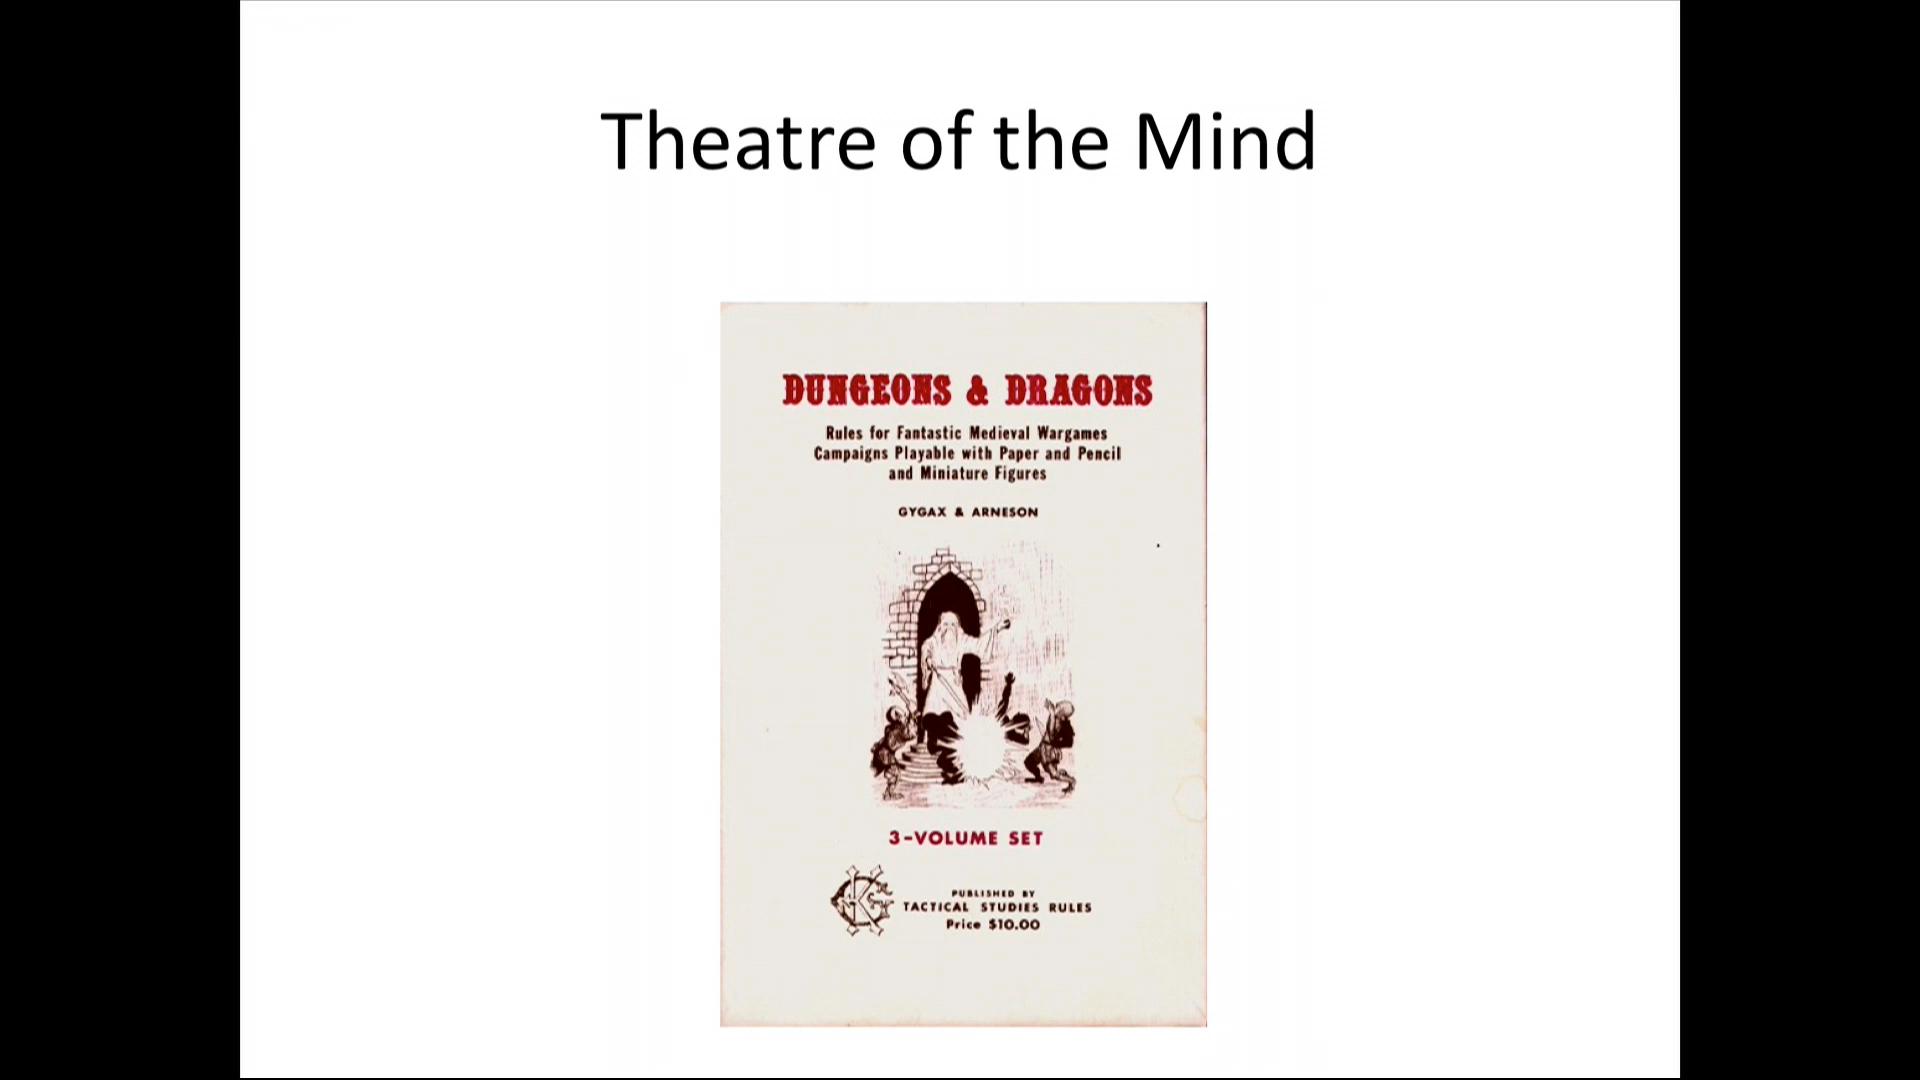 Theatre of the Mind
DUNGEONS & DRAGONS
Rules for Fantastic Medieval Wargames
Campaigns Playable with Paper and Pencil
and Miniature Figures
GYGAX & ARNESON
3-VOLUME SET
PUBLISHED BY
TACTICAL STUDIES RULES
Price $10.00